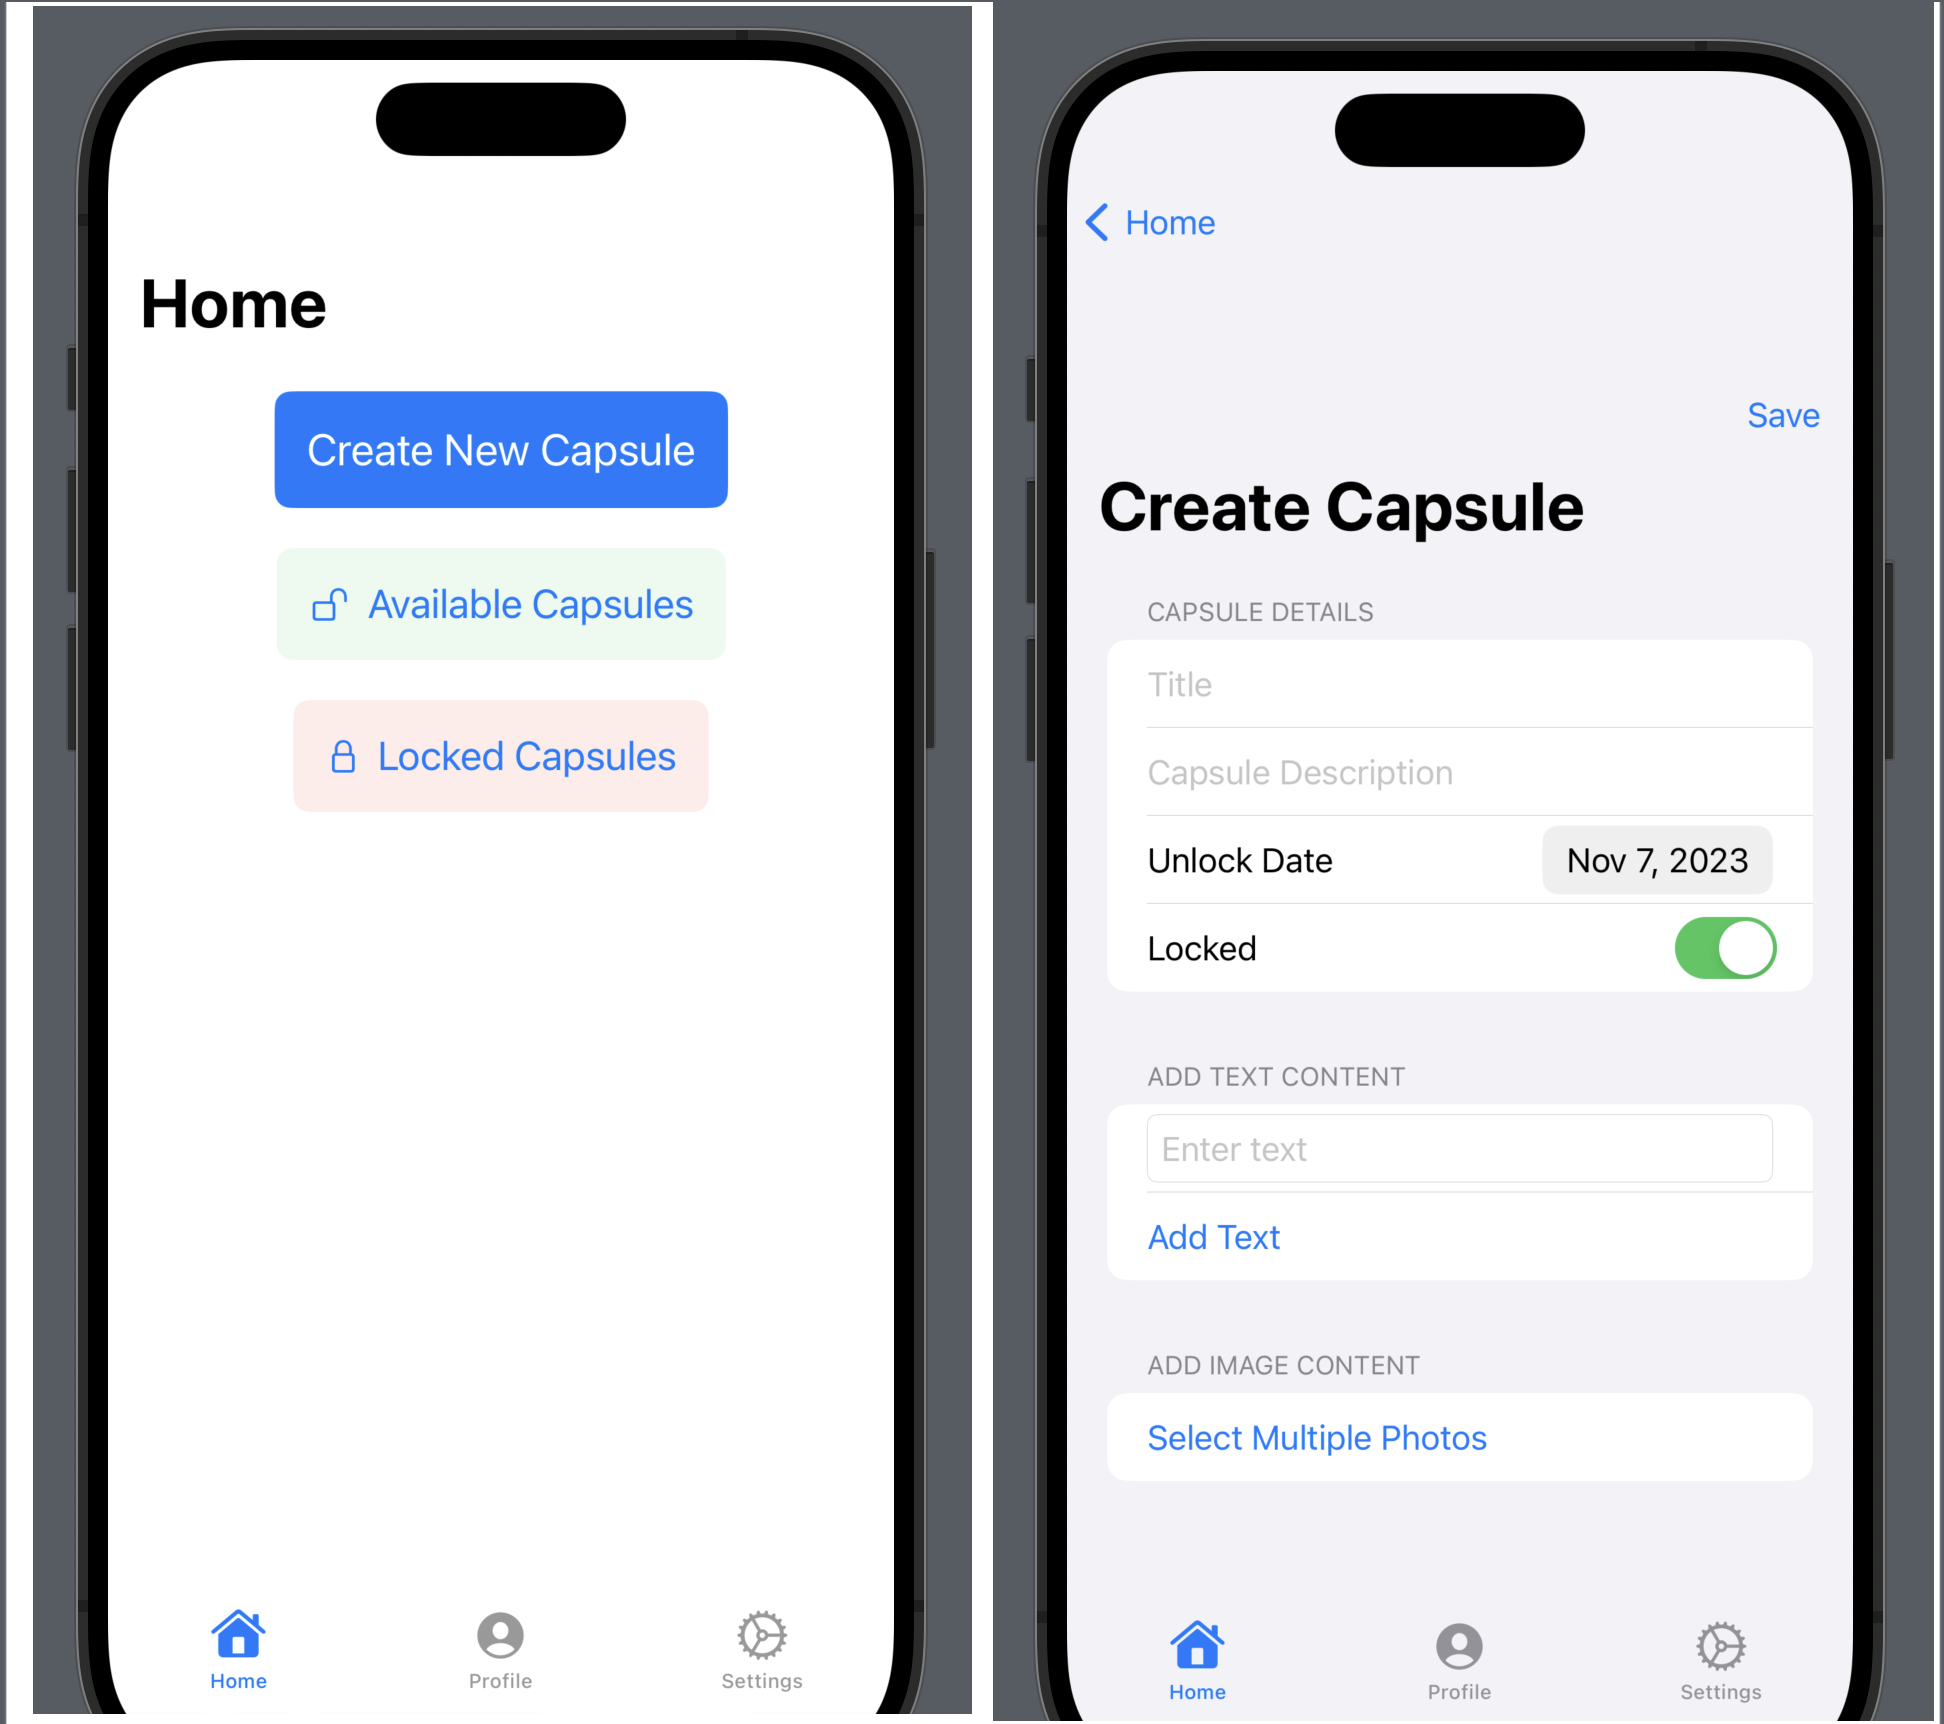 Home
Create New Capsule
Available Capsules
Locked Capsules
Home
Profile
Settings
Home
Save
Create Capsule
CAPSULE DETAILS
Title
Capsule Description
Unlock Date
Nov 7, 2023
Locked
ADD TEXT CONTENT
Enter text
Add Text
ADD IMAGE CONTENT
Select Multiple Photos
Home
Profile
Settings